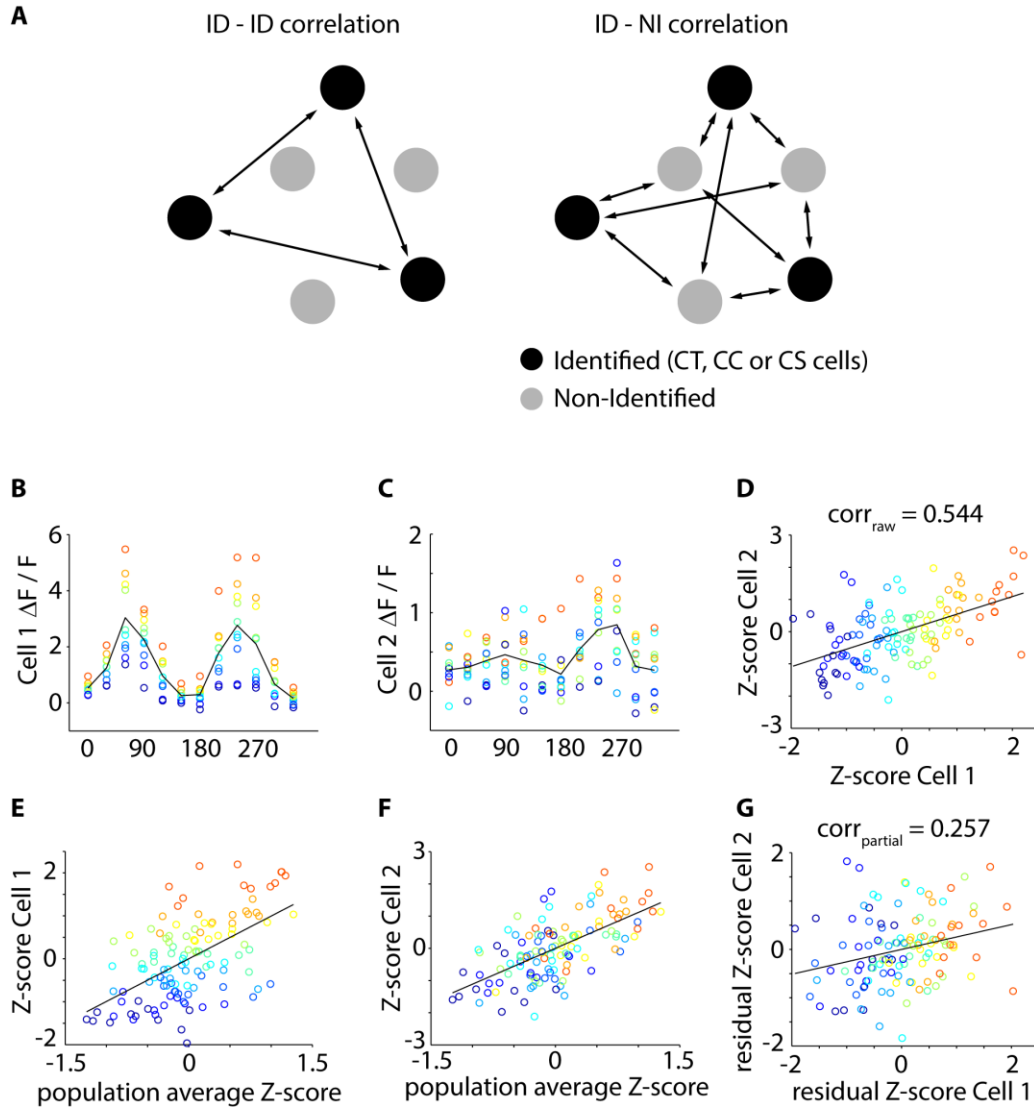 A
ID - ID correlation
ID - NI correlation
Identified (CT, CC or CS cells)
Non-Identified
B
Cell 1 ΔF / F
6
4
2
0
0 90 180 270
C
Cell 2 ΔF / F
2
1
0
0 90 180 270
D
corr_raw = 0.544
Z-score Cell 2
3
0
-3
-2 0 2
Z-score Cell 1
E
Z-score Cell 1
2
0
-2
-1.5 0 1.5
population average Z-score
F
Z-score Cell 2
3
0
-3
-1.5 0 1.5
population average Z-score
G
corr_partial = 0.257
residual Z-score Cell 2
2
0
-2
-2 0 2
residual Z-score Cell 1